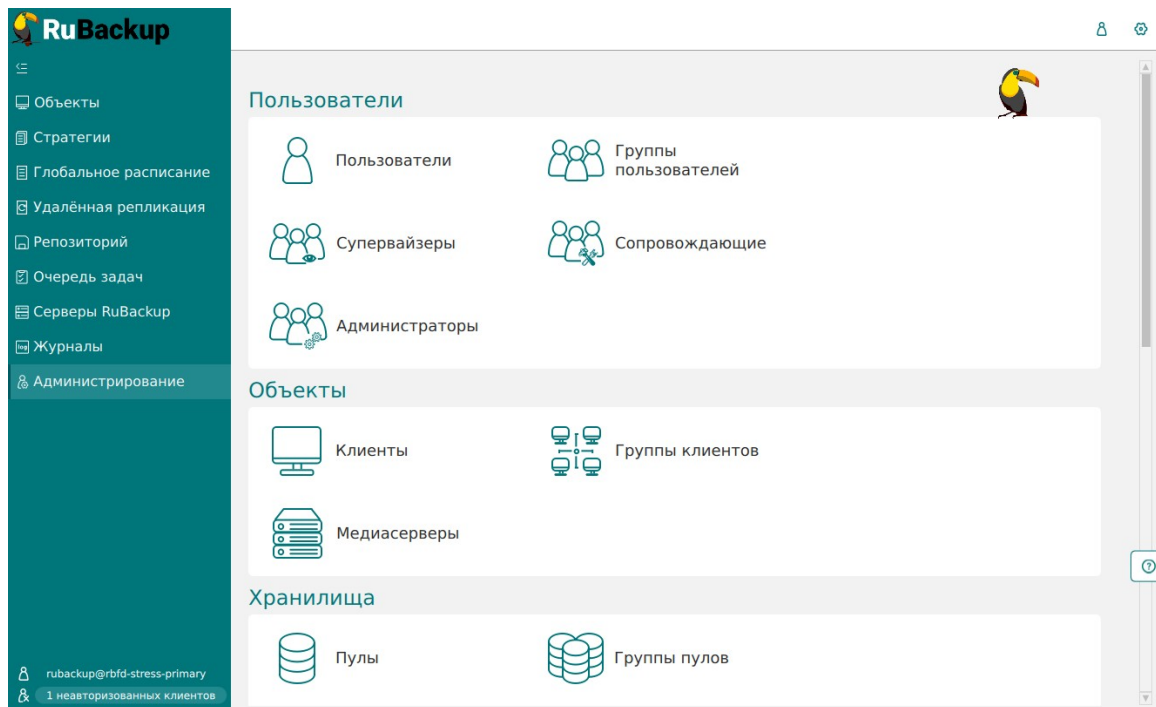 RuBackup
Объекты
Стратегии
Глобальное расписание
Удалённая репликация
Репозиторий
Очередь задач
Серверы RuBackup
log Журналы
Администрирование
rubackup@rbfd-stress-primary
1 неавторизованных клиентов
Пользователи
Пользователи
Группы
пользователей
Супервайзеры
Сопровождающие
Администраторы
Объекты
Клиенты
Группы клиентов
Медиасерверы
Хранилища
Пулы
Группы пулов
?